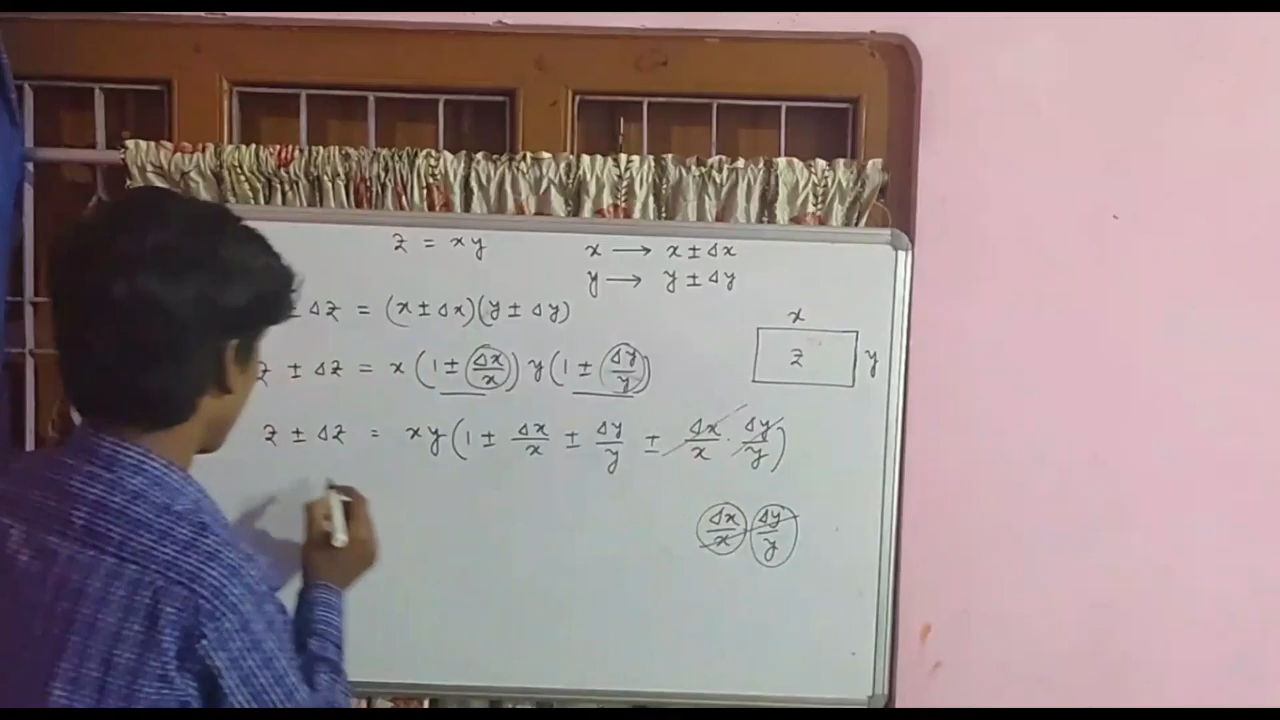 z = xy
x → x ± Δx
y → y ± Δy
± Δz = (x ± Δx)(y ± Δy)
z ± Δz = x (1 ± Δx/x) y (1 ± Δy/y)
z ± Δz = xy (1 ± Δx/x ± Δy/y ± Δx/x · Δy/y)
x
z
y
Δx/x Δy/y